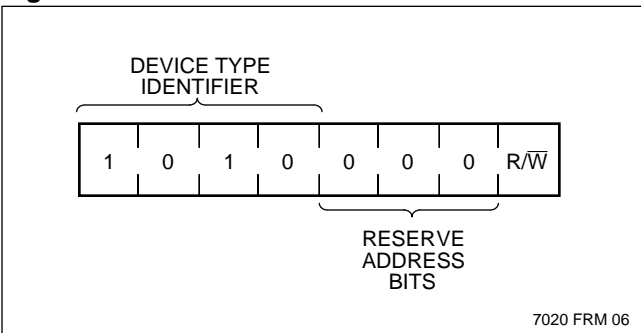 DEVICE TYPE
IDENTIFIER
1 0 1 0 0 0 0 R/W̅
RESERVE
ADDRESS
BITS
7020 FRM 06